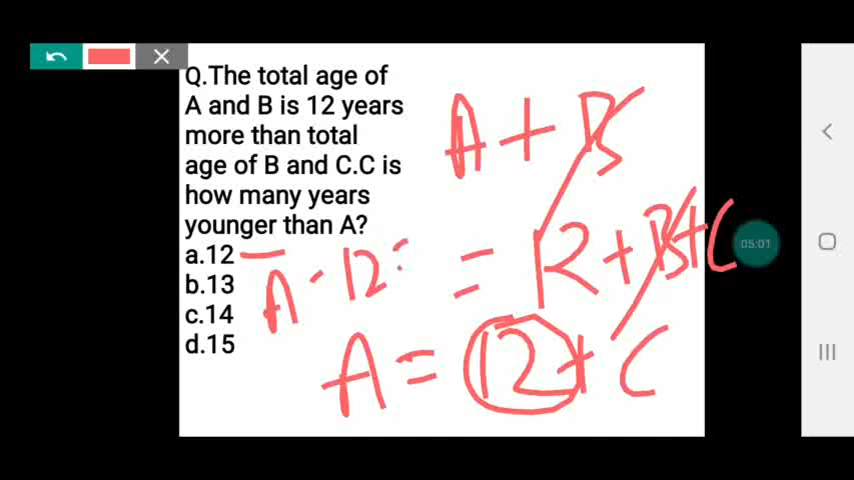 Q.The total age of
A and B is 12 years
more than total
age of B and C.C is
how many years
younger than A?
a.12
b.13
c.14
d.15
A + B
= 12 + B + C
A = 12 + C
A - 12 =
05:01